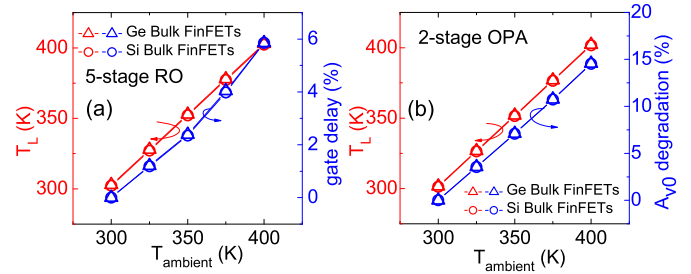 Ge Bulk FinFETs
Si Bulk FinFETs
5-stage RO
(a)
400
350
300
T_L (K)
6
4
2
0
gate delay (%)
300 350 400
T_ambient (K)
2-stage OPA
(b)
400
350
300
T_L (K)
20
15
10
5
0
A_V0 degradation (%)
Ge Bulk FinFETs
Si Bulk FinFETs
300 350 400
T_ambient (K)